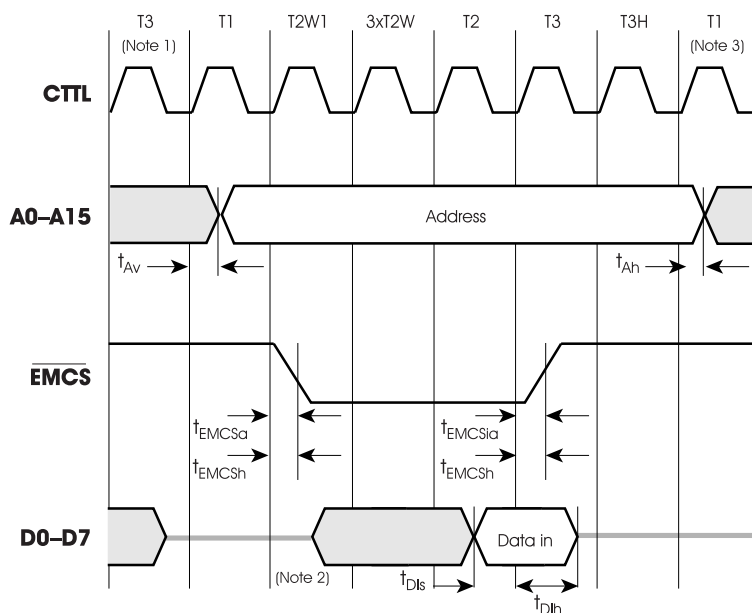 T3 T1 T2W1 3xT2W T2 T3 T3H T1
(Note 1) (Note 3)
CTTL
A0–A15 Address
tAv tAh
EMCS
tEMCSa tEMCSia
tEMCSh tEMCSh
D0–D7 Data in
(Note 2) tDIs
tDIh